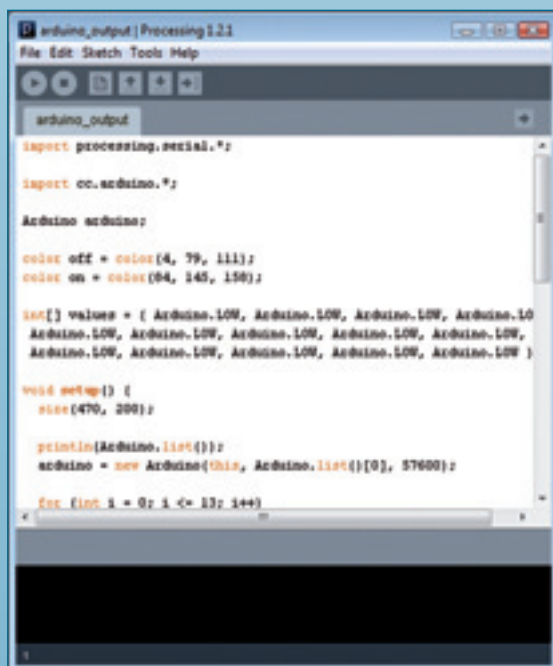 arduino_output | Processing 1.2.1
File Edit Sketch Tools Help
arduino_output
import processing.serial.*;
import cc.arduino.*;
Arduino arduino;
color off = color(4, 79, 111);
color on = color(84, 145, 158);
int[] values = { Arduino.LOW, Arduino.LOW, Arduino.LOW, Arduino.LO
Arduino.LOW, Arduino.LOW, Arduino.LOW, Arduino.LOW,
Arduino.LOW, Arduino.LOW, Arduino.LOW, Arduino.LOW, Arduino.LOW }
void setup() {
size(470, 200);
println(Arduino.list());
arduino = new Arduino(this, Arduino.list()[0], 57600);
for (int i = 0; i <= 13; i++)
1